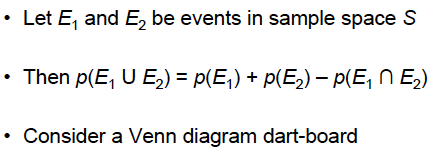 • Let E₁ and E₂ be events in sample space S
• Then p(E₁ U E₂) = p(E₁) + p(E₂) – p(E₁ ∩ E₂)
• Consider a Venn diagram dart-board